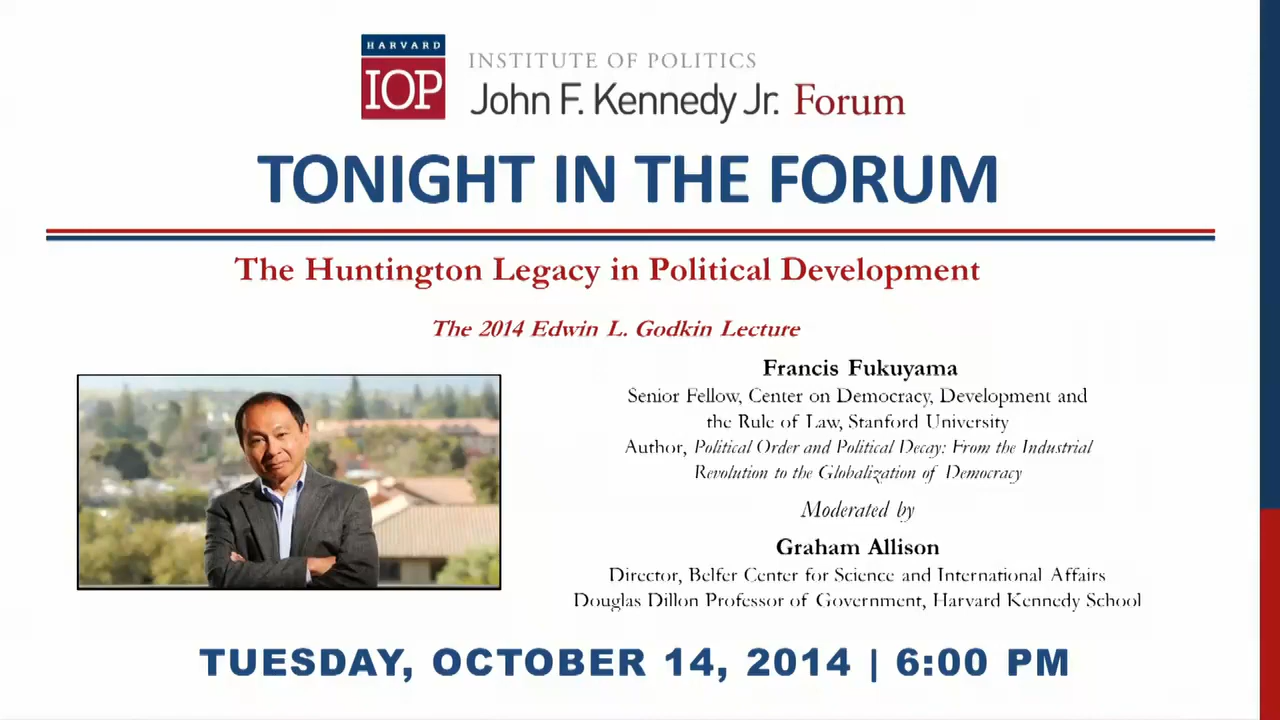 HARVARD
IOP
INSTITUTE OF POLITICS
John F. Kennedy Jr. Forum
TONIGHT IN THE FORUM
The Huntington Legacy in Political Development
The 2014 Edwin L. Godkin Lecture
Francis Fukuyama
Senior Fellow, Center on Democracy, Development and
the Rule of Law, Stanford University
Author, Political Order and Political Decay: From the Industrial
Revolution to the Globalization of Democracy
Moderated by
Graham Allison
Director, Belfer Center for Science and International Affairs
Douglas Dillon Professor of Government, Harvard Kennedy School
TUESDAY, OCTOBER 14, 2014 | 6:00 PM